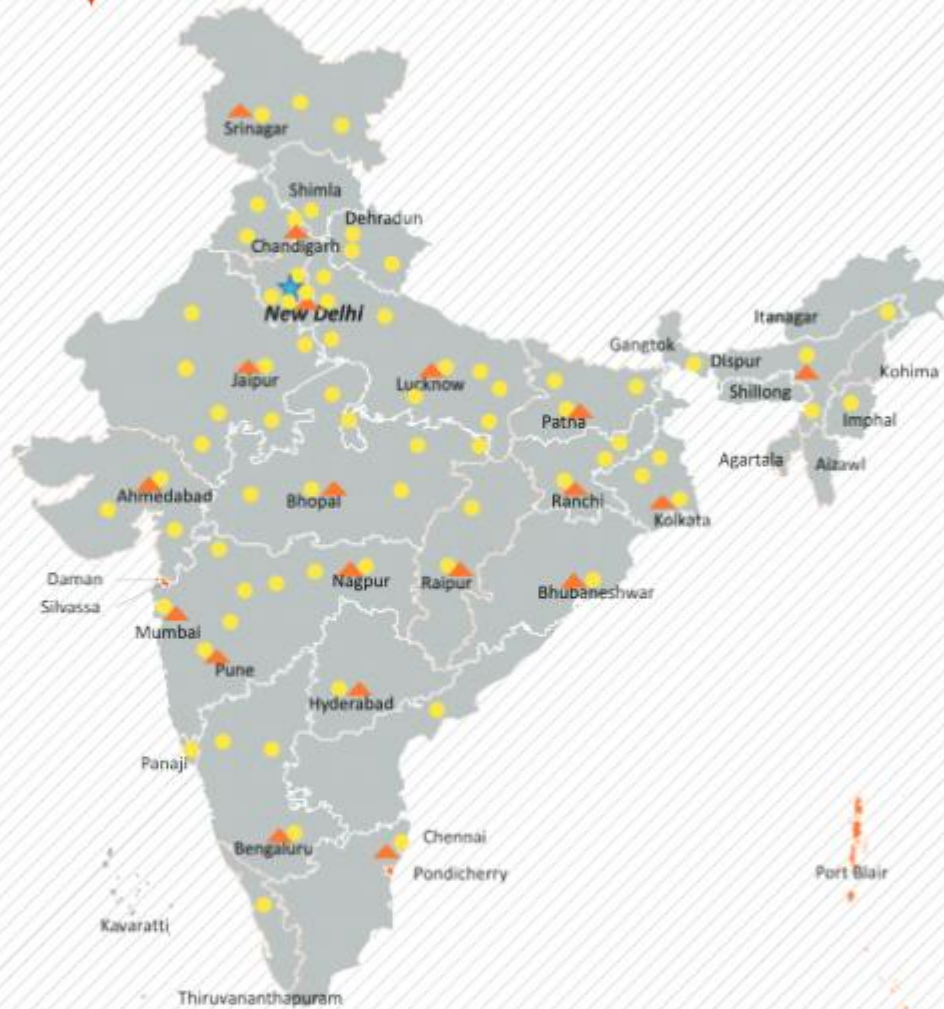 Srinagar
Shimla
Dehradun
Chandigarh
New Delhi
Itanagar
Gangtok
Dispur
Kohima
Jaipur
Lucknow
Shillong
Patna
Imphal
Agartala
Aizawl
Ahmedabad
Bhopal
Ranchi
Kolkata
Daman
Nagpur
Raipur
Bhubaneshwar
Silvassa
Mumbai
Pune
Hyderabad
Panaji
Chennai
Bengaluru
Pondicherry
Port Blair
Kavaratti
Thiruvananthapuram